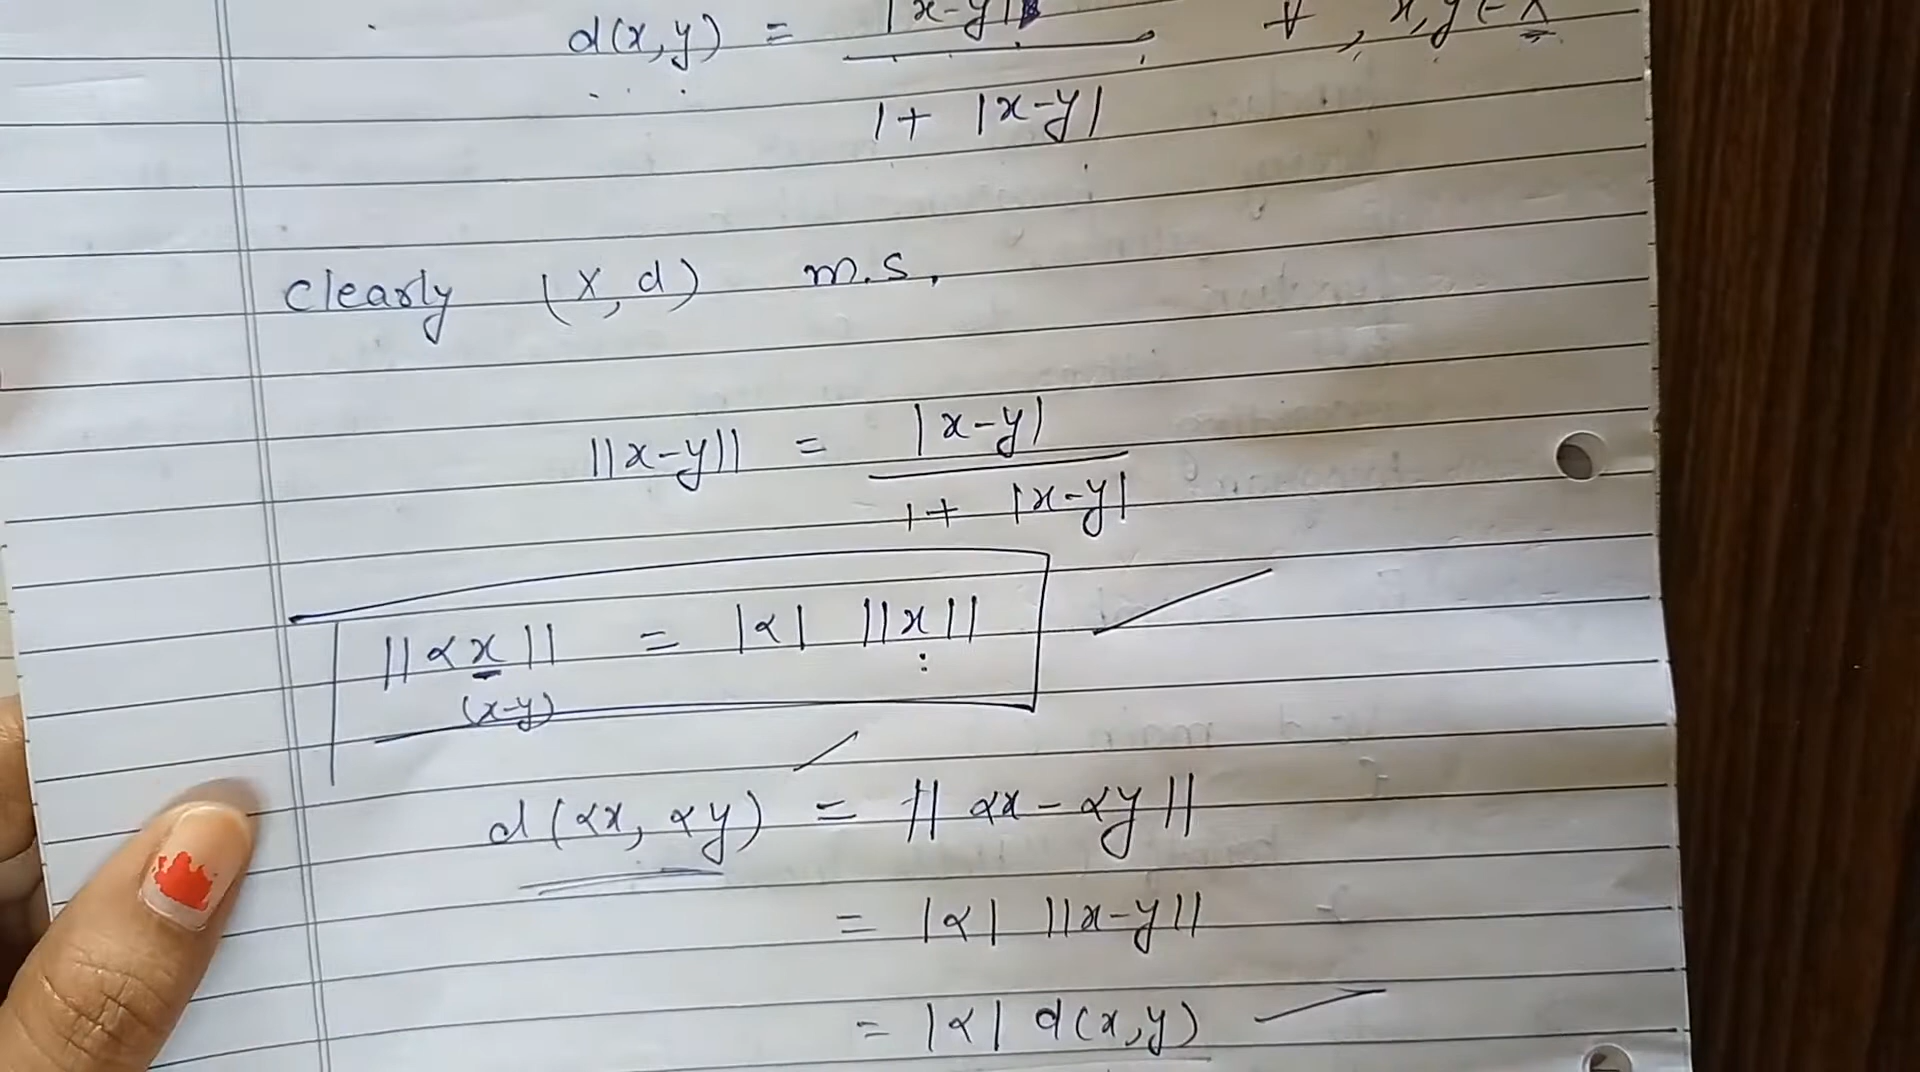 d(x,y) = |x-y| ∀, x,y ∈ X
1 + |x-y|
clearly (X,d) m.s.
||x-y|| = |x-y|
1 + |x-y|
||αx|| = |α| ||x||
(x-y)
d(αx, αy) = ||αx - αy||
= |α| ||x-y||
= |α| d(x,y)